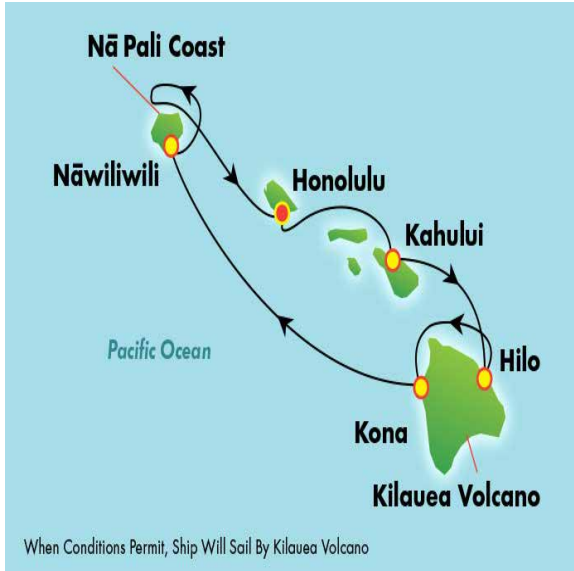 Nā Pali Coast
Nāwiliwili
Honolulu
Kahului
Pacific Ocean
Hilo
Kona
Kilauea Volcano
When Conditions Permit, Ship Will Sail By Kilauea Volcano